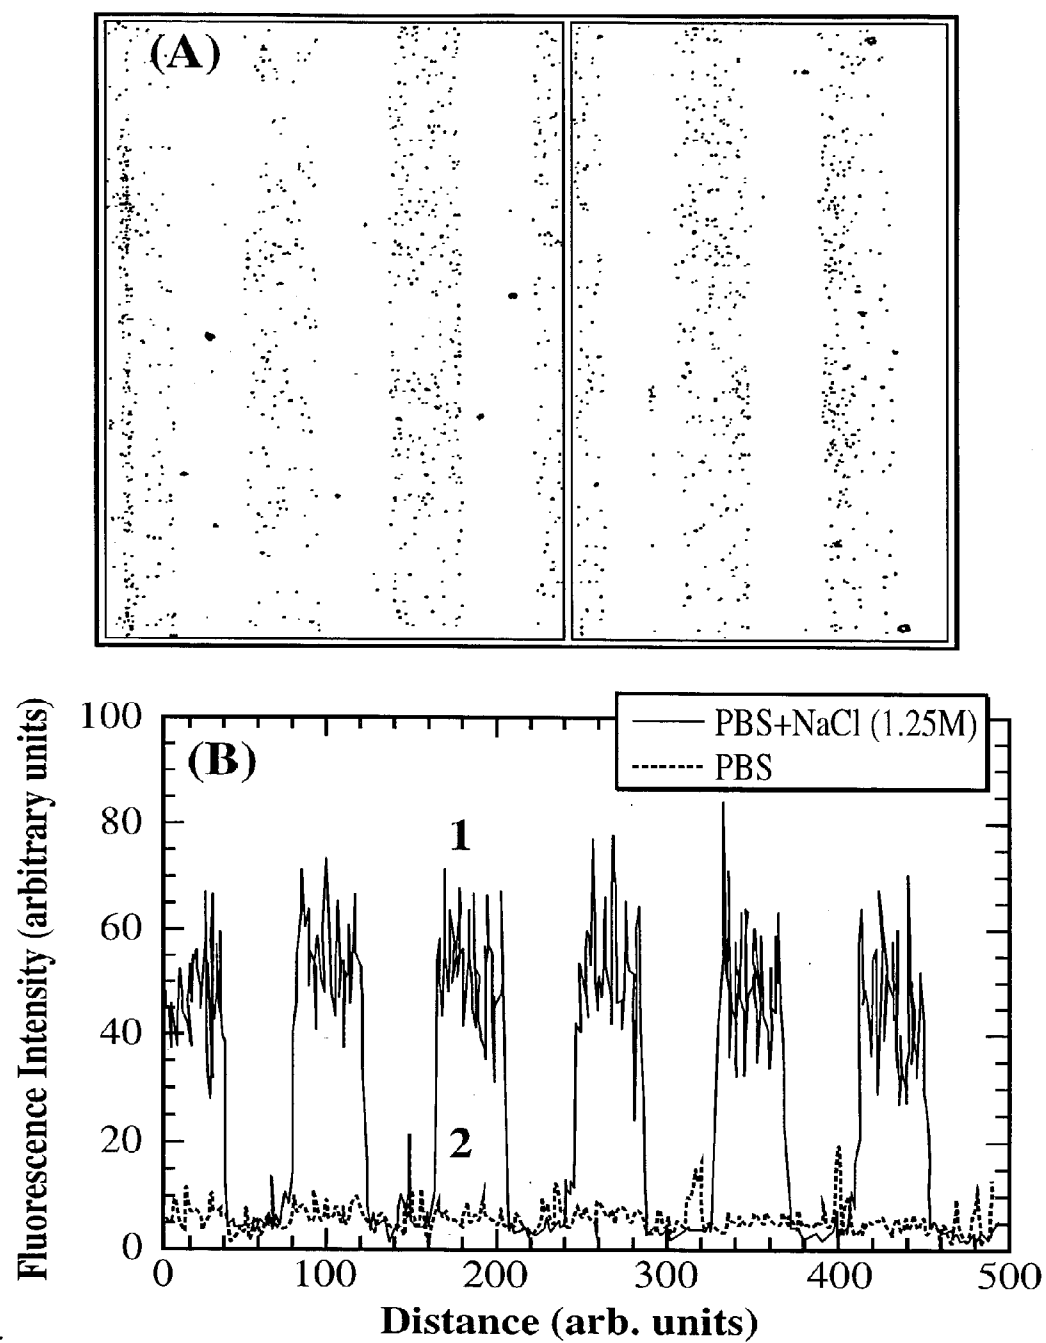 (A)
Fluorescence Intensity (arbitrary units)
100
80
60
40
20
0
(B)
PBS+NaCl (1.25M)
PBS
1
2
0 100 200 300 400 500
Distance (arb. units)